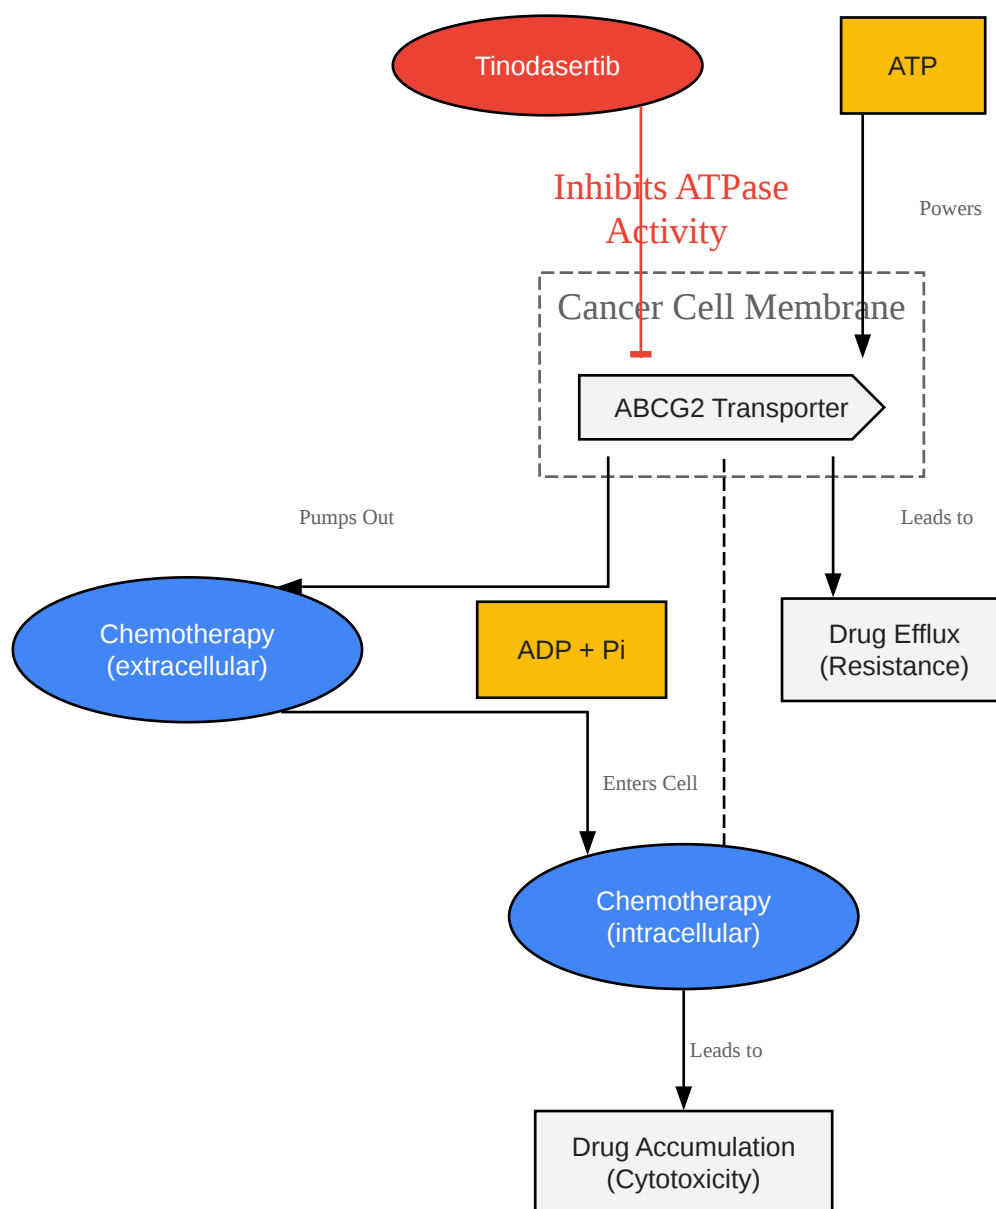 Tinodasertib
ATP
Inhibits ATPase
Activity
Powers
Cancer Cell Membrane
ABCG2 Transporter
Pumps Out
Leads to
Chemotherapy
(extracellular)
ADP + Pi
Drug Efflux
(Resistance)
Enters Cell
Chemotherapy
(intracellular)
Leads to
Drug Accumulation
(Cytotoxicity)